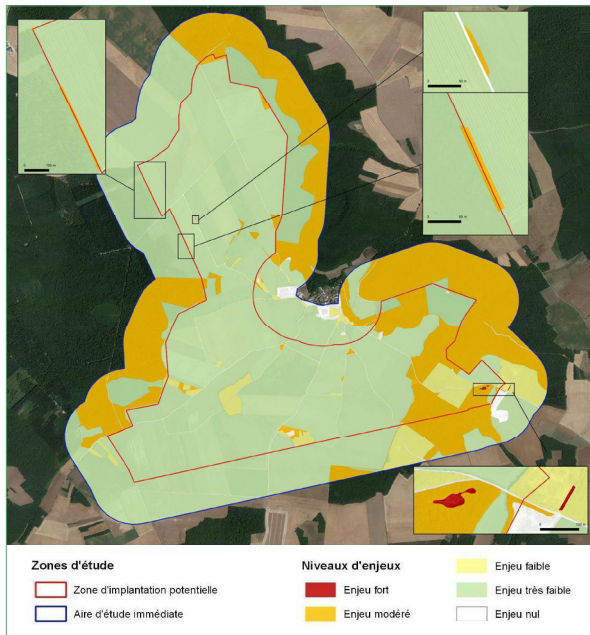 Zones d'étude
Zone d'implantation potentielle
Aire d'étude immédiate
Niveaux d'enjeux
Enjeu fort
Enjeu modéré
Enjeu faible
Enjeu très faible
Enjeu nul